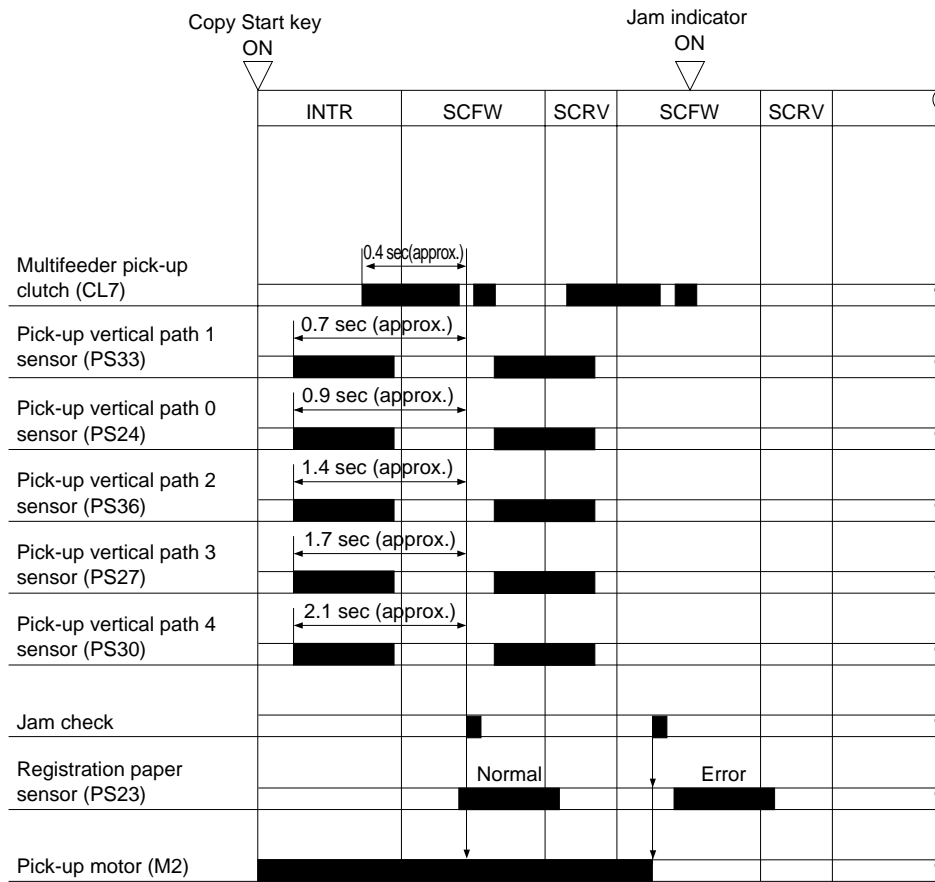 Copy Start key
ON
Jam indicator
ON
INTR SCFW SCRV SCFW SCRV
0.4 sec(approx.)
Multifeeder pick-up
clutch (CL7)
0.7 sec (approx.)
Pick-up vertical path 1
sensor (PS33)
0.9 sec (approx.)
Pick-up vertical path 0
sensor (PS24)
1.4 sec (approx.)
Pick-up vertical path 2
sensor (PS36)
1.7 sec (approx.)
Pick-up vertical path 3
sensor (PS27)
2.1 sec (approx.)
Pick-up vertical path 4
sensor (PS30)
Jam check
Registration paper
sensor (PS23)
Normal Error
Pick-up motor (M2)